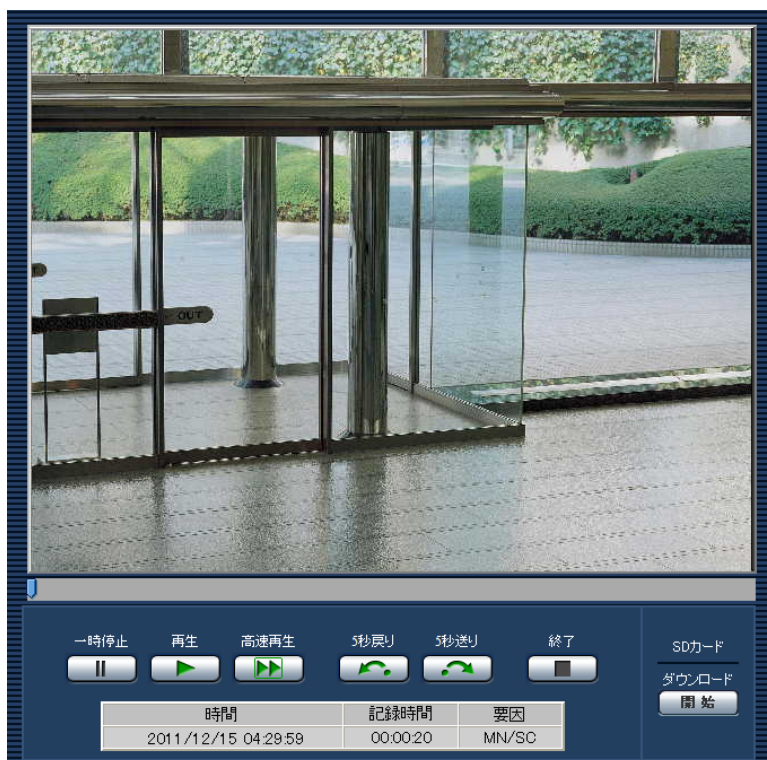 OUT
一時停止 再生 高速再生 5秒戻り 5秒送り 終了
SDカード
ダウンロード
開始
時間 記録時間 要因
2011/12/15 04:29:59 00:00:20 MN/SC